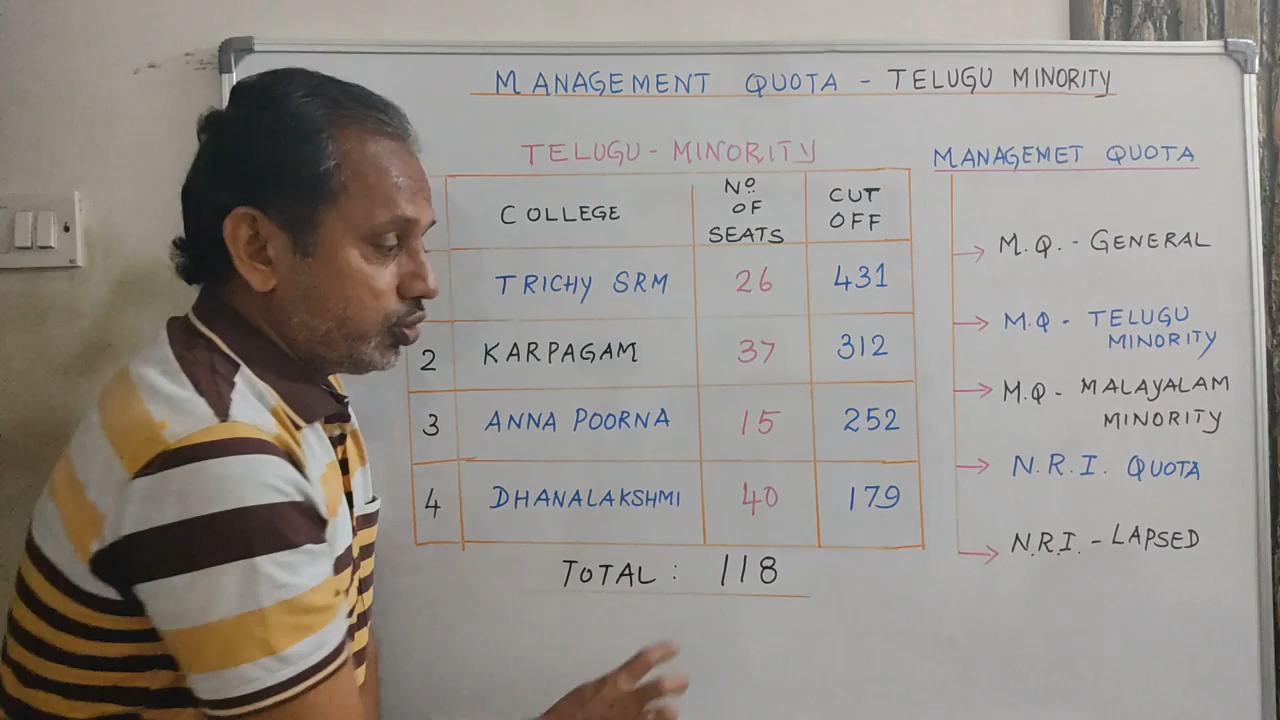 MANAGEMENT QUOTA - TELUGU MINORITY
TELUGU - MINORITY
COLLEGE
Nº
OF
SEATS
CUT
OFF
TRICHY SRM 26 431
2 KARPAGAM 37 312
3 ANNA POORNA 15 252
4 DHANALAKSHMI 40 179
TOTAL : 118
MANAGEMET QUOTA
M.Q. - GENERAL
M.Q - TELUGU
MINORITY
M.Q - MALAYALAM
MINORITY
N.R.I. QUOTA
N.R.I. - LAPSED